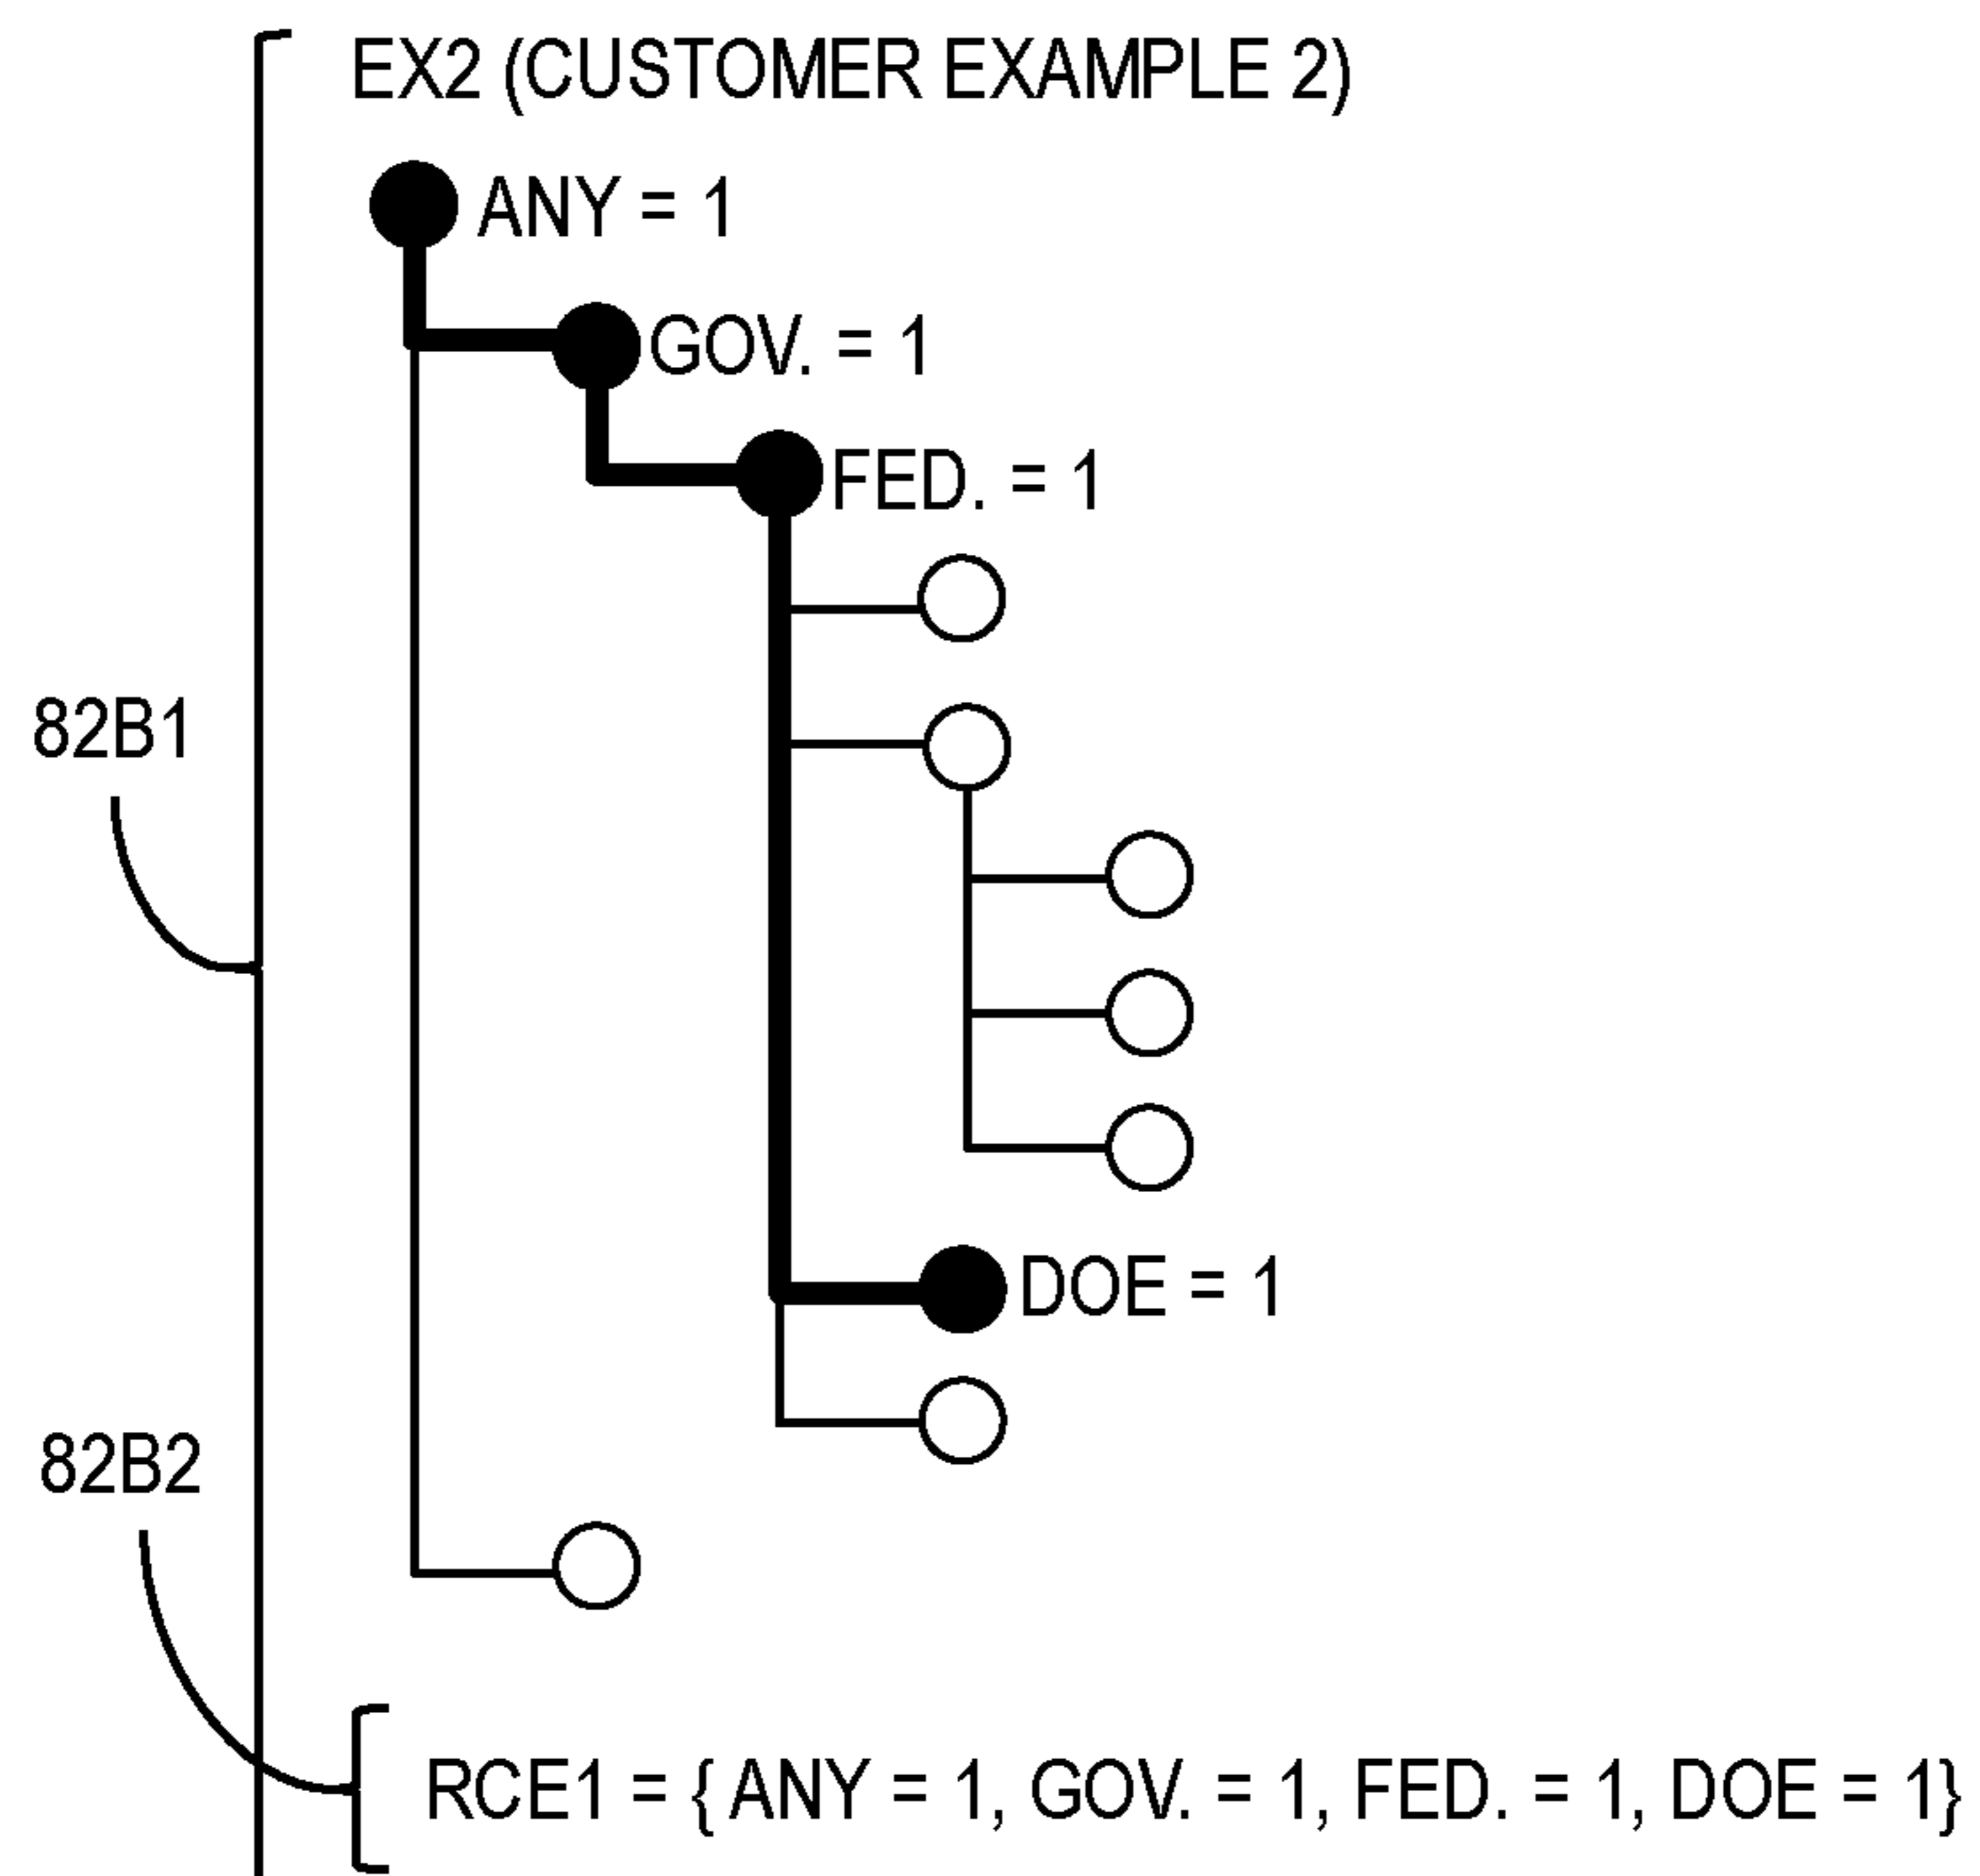 EX2 (CUSTOMER EXAMPLE 2)
ANY = 1
GOV. = 1
FED. = 1
82B1
DOE = 1
82B2
RCE1 = { ANY = 1, GOV. = 1, FED. = 1, DOE = 1}